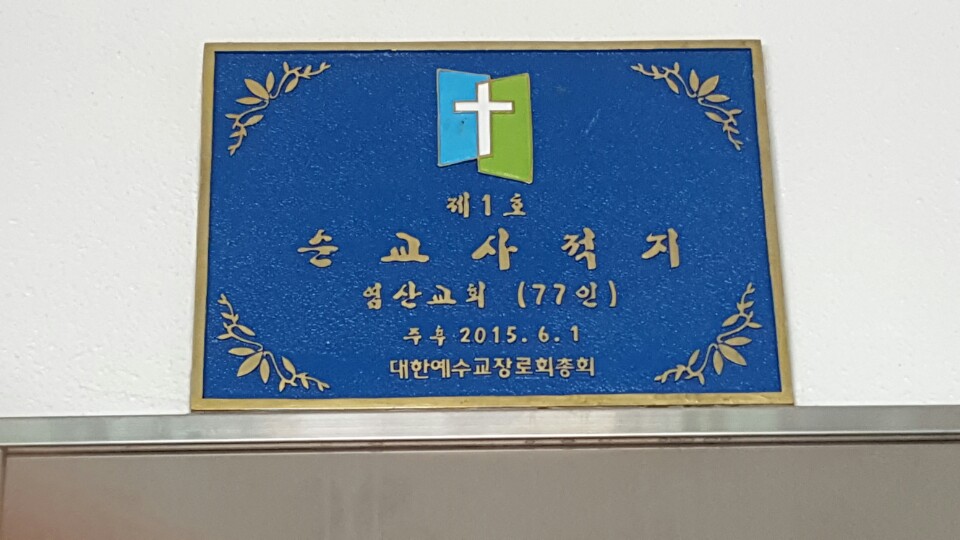 제1호
순교사적지
염산교회 (77인)
주후 2015. 6. 1
대한예수교장로회총회